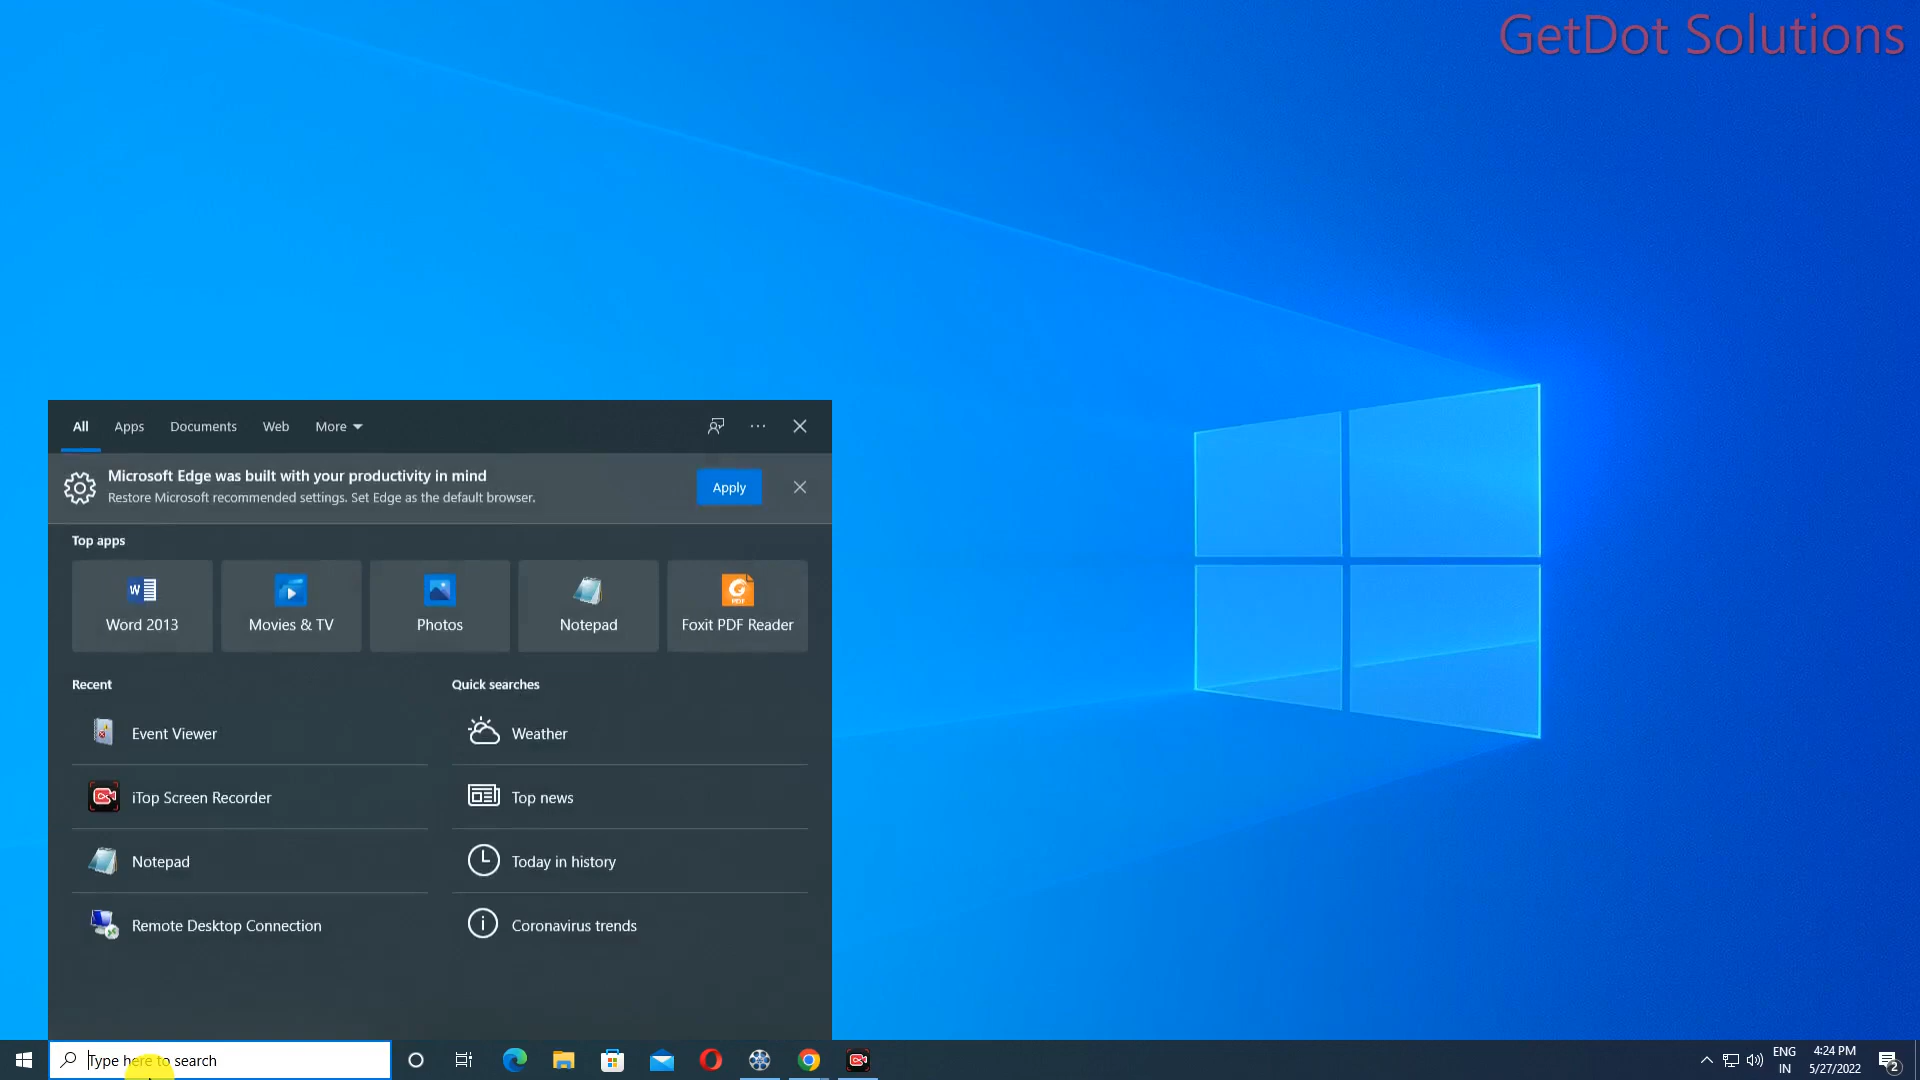 GetDot Solutions
All Apps Documents Web More
Microsoft Edge was built with your productivity in mind
Restore Microsoft recommended settings. Set Edge as the default browser.
Apply
Top apps
W
PDF
Word 2013 Movies & TV Photos Notepad Foxit PDF Reader
Recent Quick searches
Event Viewer Weather
iTop Screen Recorder Top news
Notepad Today in history
Remote Desktop Connection Coronavirus trends
Type here to search
ENG
IN
4:24 PM
5/27/2022
2